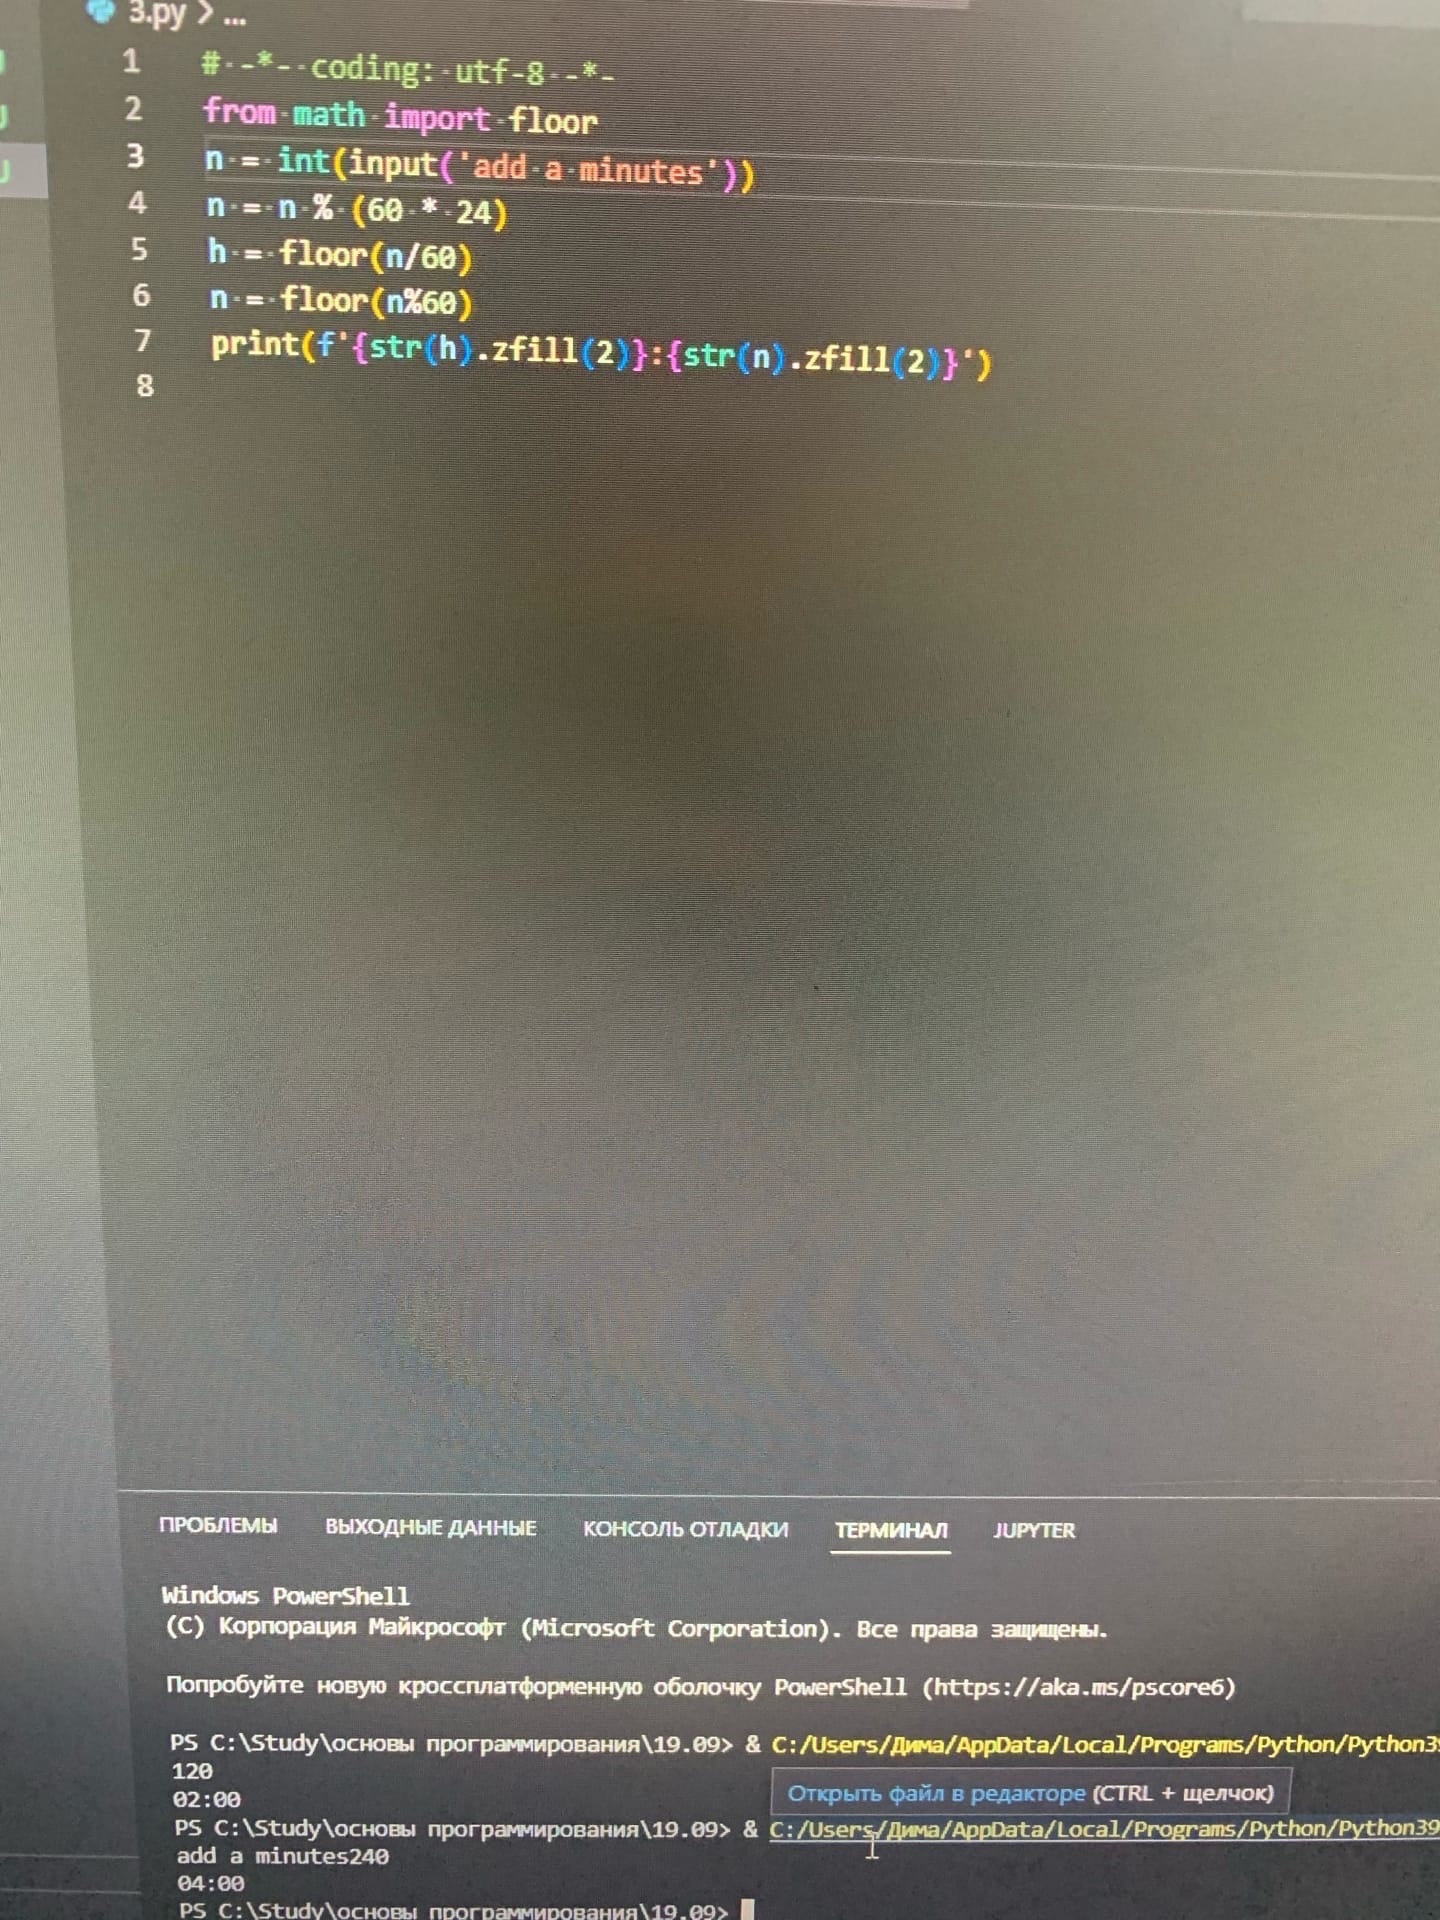 3.py > ...
1 # -*- coding: utf-8 -*-
2 from math import floor
3 n = int(input('add a minutes'))
4 n = n % (60 * 24)
5 h = floor(n/60)
6 n = floor(n%60)
7 print(f'{str(h).zfill(2)}:{str(n).zfill(2)}')
8
ПРОБЛЕМЫ ВЫХОДНЫЕ ДАННЫЕ КОНСОЛЬ ОТЛАДКИ ТЕРМИНАЛ JUPYTER
Windows PowerShell
(C) Корпорация Майкрософт (Microsoft Corporation). Все права защищены.
Попробуйте новую кроссплатформенную оболочку PowerShell (https://aka.ms/pscore6)
PS C:\Study\основы программирования\19.09> & C:/Users/Дима/AppData/Local/Programs/Python/Python39
120
Открыть файл в редакторе (CTRL + щелчок)
02:00
PS C:\Study\основы программирования\19.09> & C:/Users/Дима/AppData/Local/Programs/Python/Python39
add a minutes240
04:00
PS C:\Study\основы программирования\19.09>